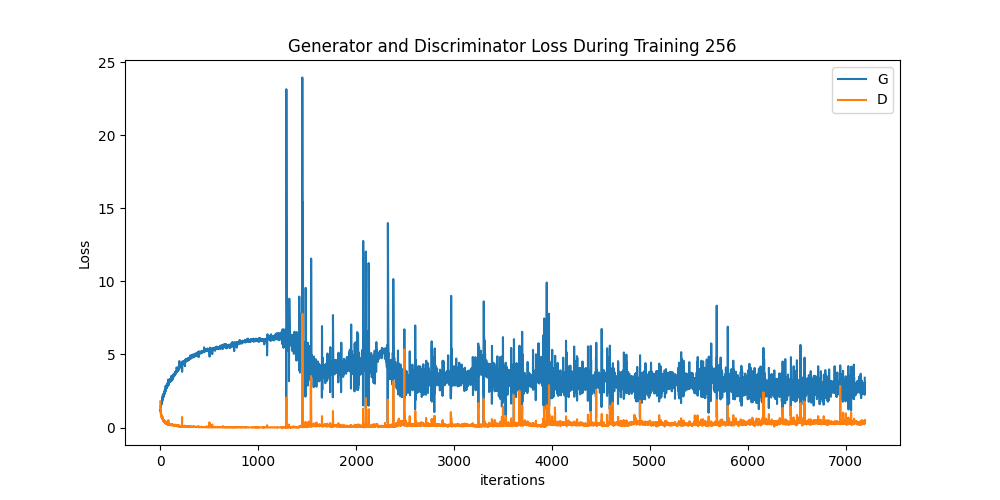 Generator and Discriminator Loss During Training 256
25
20
15
10
5
0
Loss
G
D
0 1000 2000 3000 4000 5000 6000 7000
iterations